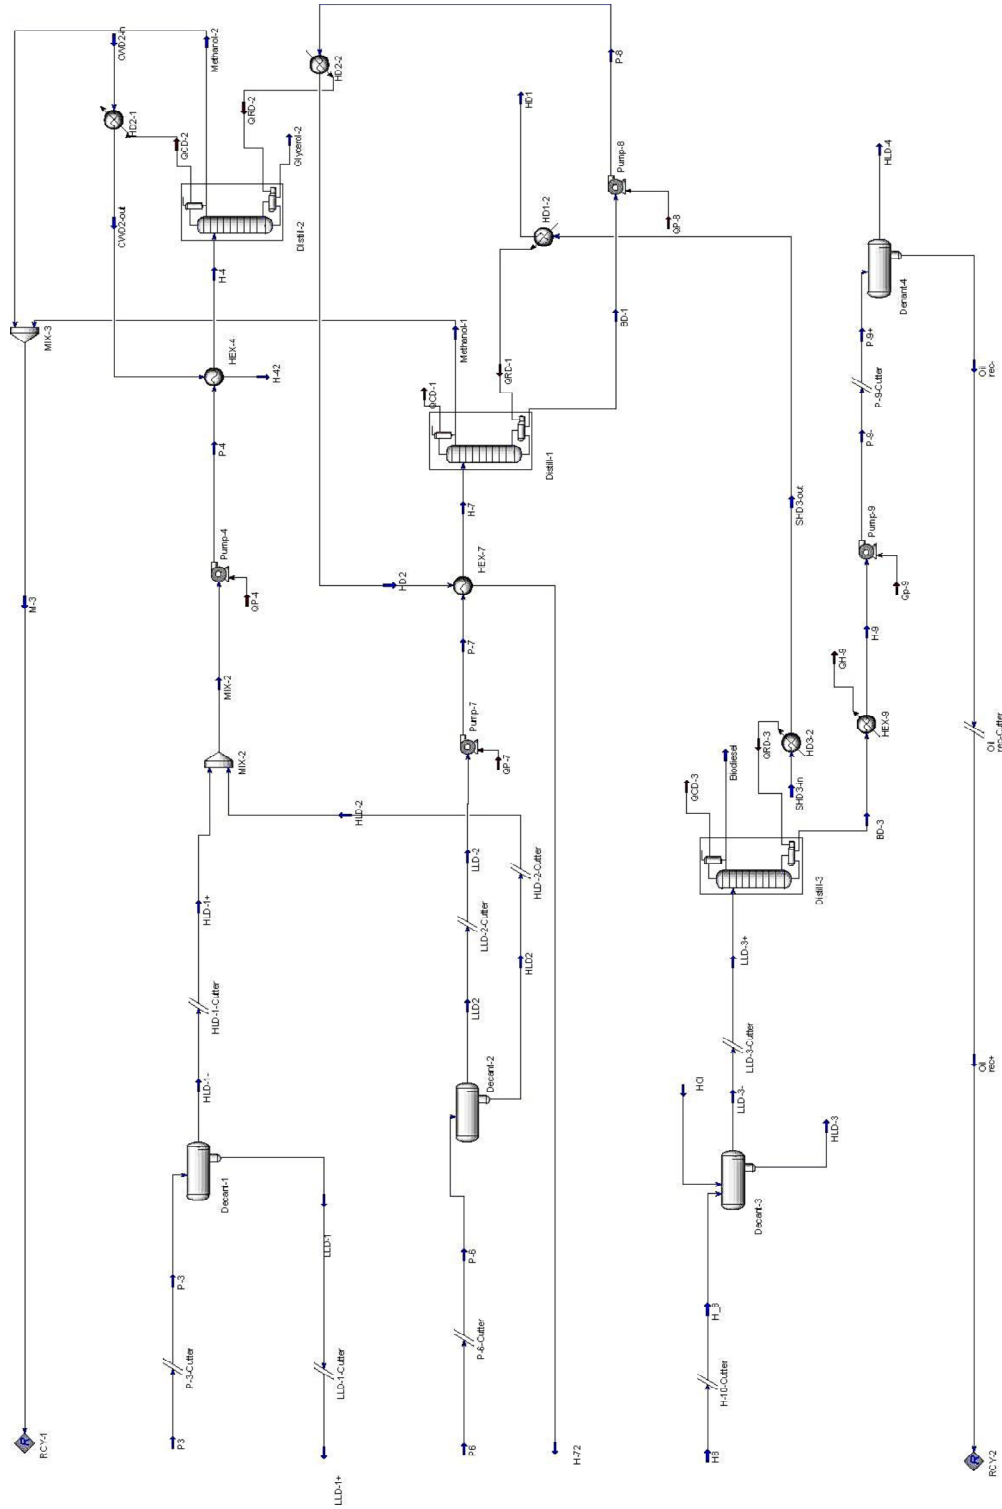 CWD2-in
Methanol-2
HD2-1
QCD-2
QRD-2
HD2-2
Glycerol-2
CWD2-out
Distill-2
H-4
MIX-3
HEX-4
H-42
P-4
Pump-4
QP-4
M-3
MIX-2
MIX-2
HLD-2
HLD-1+
HLD-1-Cutter
HLD-1-
Decant-1
P-3
P-3-Cutter
P3
LLD-1
LLD-1-Cutter
LLD-1+
RCY-1
P-8
HD1
Pump-8
QP-8
HD1-2
BD-1
Methanol-1
QRD-1
QCD-1
Distill-1
H-7
HD2
HEX-7
P-7
Pump-7
QP-7
LLD-2
LLD-2-Cutter
HLD-2-Cutter
LLD2
HLD2
Decant-2
P-6
P-6-Cutter
P6
H-72
HLD-4
P-9+
P-9-Cutter
P-9-
Pump-9
Qp-9
H-9
QH-9
HEX-9
BD-3
SHD3-out
HD3-2
SHD3-in
QRD-3
Biodiesel
QCD-3
Distill-3
LLD-3+
LLD-3-Cutter
LLD-3-
HLD-3
Decant-3
H-10-Cutter
Oil
rec-
Oil
rec-Cutter
Oil
rec+
RCY-2